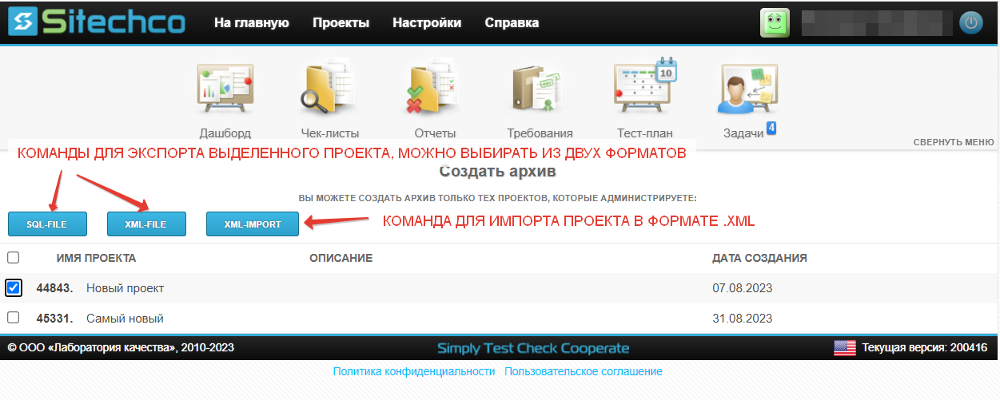 Sitechco
На главную Проекты Настройки Справка
Дашборд Чек-листы Отчеты Требования Тест-план Задачи 4
10
СВЕРНУТЬ МЕНЮ
КОМАНДЫ ДЛЯ ЭКСПОРТА ВЫДЕЛЕННОГО ПРОЕКТА, МОЖНО ВЫБИРАТЬ ИЗ ДВУХ ФОРМАТОВ
Создать архив
ВЫ МОЖЕТЕ СОЗДАТЬ АРХИВ ТОЛЬКО ТЕХ ПРОЕКТОВ, КОТОРЫЕ АДМИНИСТРИРУЕТЕ:
SQL-FILE XML-FILE XML-IMPORT КОМАНДА ДЛЯ ИМПОРТА ПРОЕКТА В ФОРМАТЕ .XML
ИМЯ ПРОЕКТА ОПИСАНИЕ ДАТА СОЗДАНИЯ
44843. Новый проект 07.08.2023
45331. Самый новый 31.08.2023
© ООО «Лаборатория качества», 2010-2023 Simply Test Check Cooperate Текущая версия: 200416
Политика конфиденциальности Пользовательское соглашение